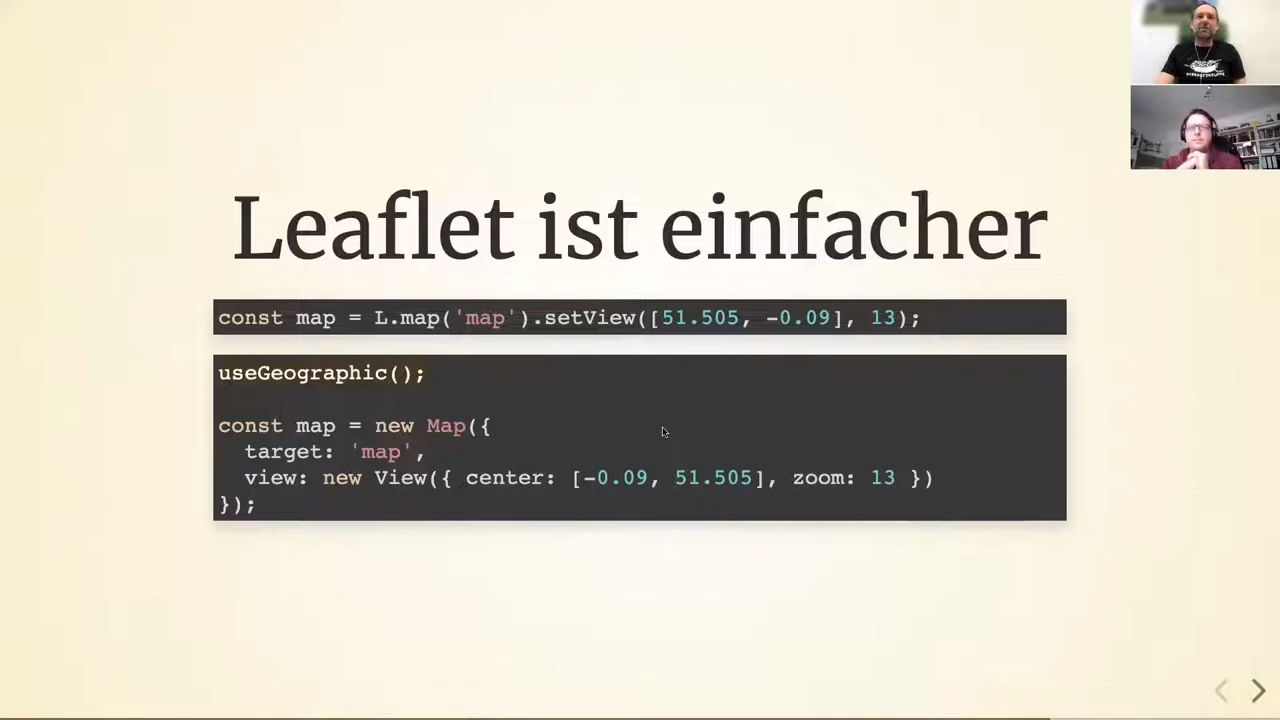 Leaflet ist einfacher
const map = L.map('map').setView([51.505, -0.09], 13);
useGeographic();
const map = new Map({
target: 'map',
view: new View({ center: [-0.09, 51.505], zoom: 13 })
});